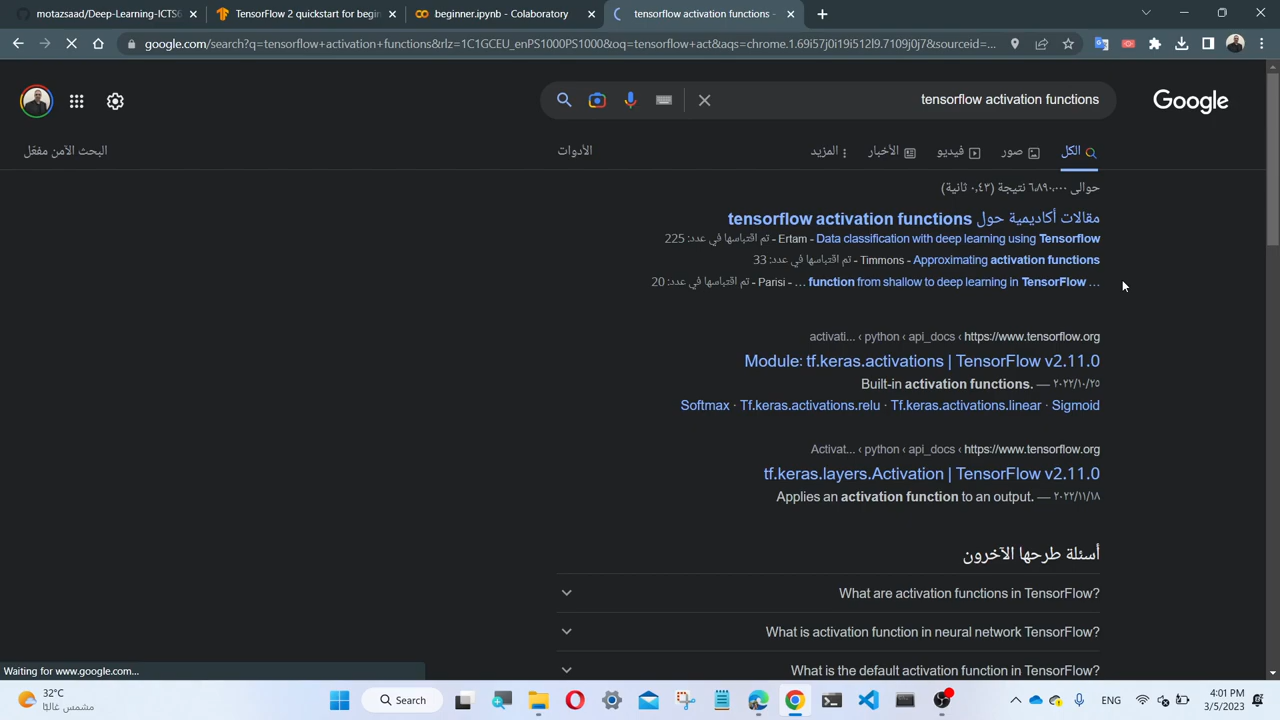 motazsaad/Deep-Learning-ICTS6
TensorFlow 2 quickstart for begin
beginner.ipynb - Colaboratory
tensorflow activation functions -
google.com/search?q=tensorflow+activation+functions&rlz=1C1GCEU_enPS1000PS1000&oq=tensorflow+act&aqs=chrome.1.69i57j0i19i512l9.7109j0j7&sourceid=...
tensorflow activation functions
Google
الكل
صور
فيديو
الأخبار
المزيد
الأدوات
البحث الآمن مفعّل
حوالى ٦٬٨٩٠٬٠٠٠ نتيجة (٠٫٤٣ ثانية)
مقالات أكاديمية حول tensorflow activation functions
Data classification with deep learning using Tensorflow - Ertam - تم اقتباسها في عدد: 225
Approximating activation functions - Timmons - تم اقتباسها في عدد: 33
… function from shallow to deep learning in TensorFlow - Parisi - … تم اقتباسها في عدد: 20
https://www.tensorflow.org › api_docs › python › activati...
Module: tf.keras.activations | TensorFlow v2.11.0
٢٠٢٢/١٠/٢٥ — Built-in activation functions.
Softmax · Tf.keras.activations.relu · Tf.keras.activations.linear · Sigmoid
https://www.tensorflow.org › api_docs › python › Activat...
tf.keras.layers.Activation | TensorFlow v2.11.0
٢٠٢٢/١١/١٨ — Applies an activation function to an output.
أسئلة طرحها الآخرون
What are activation functions in TensorFlow?
What is activation function in neural network TensorFlow?
What is the default activation function in TensorFlow?
Waiting for www.google.com...
32°C
مشمس غالبًا
Search
ENG
4:01 PM
3/5/2023